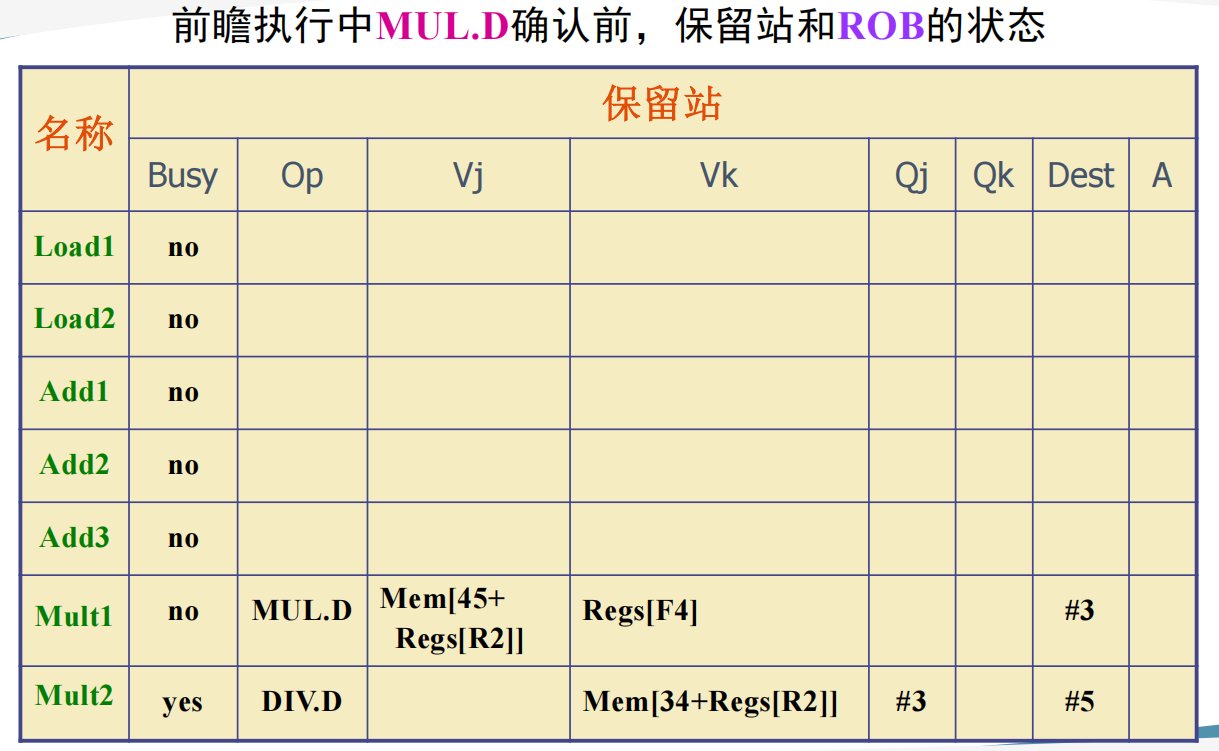 前瞻执行中MUL.D确认前，保留站和ROB的状态
名称 保留站
Busy Op Vj Vk Qj Qk Dest A
Load1 no
Load2 no
Add1 no
Add2 no
Add3 no
Mult1 no MUL.D Mem[45+ Regs[F4] #3
Regs[R2]]
Mult2 yes DIV.D Mem[34+Regs[R2]] #3 #5